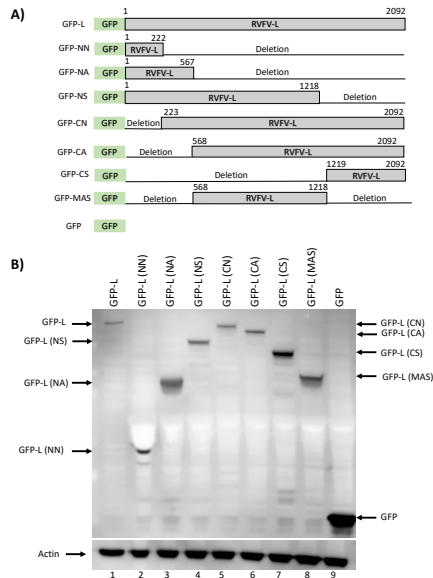 A)
1 2092
GFP-L GFP RVFV-L
1 222
GFP-NN GFP RVFV-L Deletion
1 567
GFP-NA GFP RVFV-L Deletion
1 1218
GFP-NS GFP RVFV-L Deletion
223 2092
GFP-CN GFP Deletion RVFV-L
568 2092
GFP-CA GFP Deletion RVFV-L
1219 2092
GFP-CS GFP Deletion RVFV-L
568 1218
GFP-MAS GFP Deletion RVFV-L Deletion
GFP GFP
B)
GFP-L GFP-L (NN) GFP-L (NA) GFP-L (NS) GFP-L (CN) GFP-L (CA) GFP-L (CS) GFP-L (MAS) GFP
GFP-L
GFP-L (NS)
GFP-L (NA)
GFP-L (NN)
GFP-L (CN)
GFP-L (CA)
GFP-L (CS)
GFP-L (MAS)
GFP
Actin
1 2 3 4 5 6 7 8 9